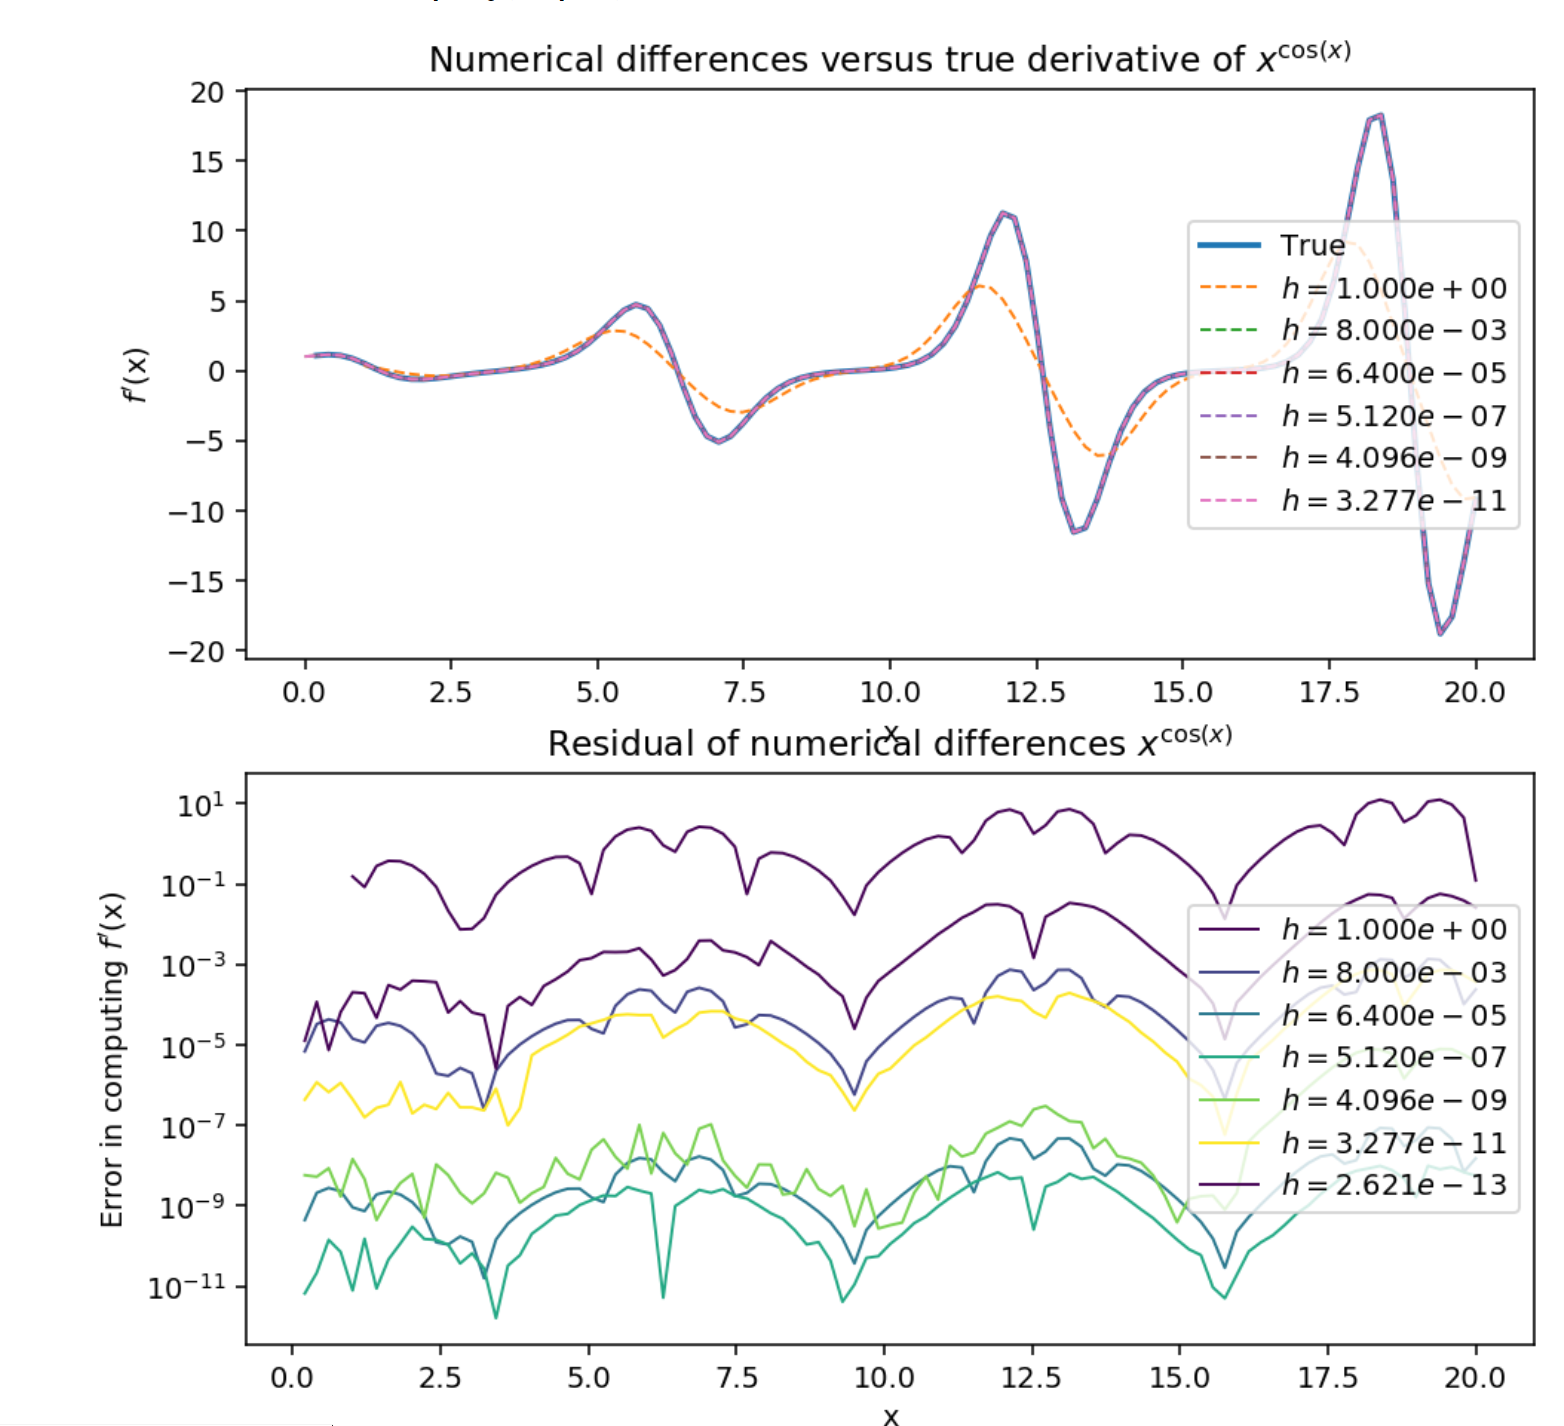 Numerical differences versus true derivative of x^cos(x)
20
15
10
5
0
−5
−10
−15
−20
f′(x)
True
h = 1.000e + 00
h = 8.000e − 03
h = 6.400e − 05
h = 5.120e − 07
h = 4.096e − 09
h = 3.277e − 11
0.0 2.5 5.0 7.5 10.0 12.5 15.0 17.5 20.0
x
Residual of numerical differences x^cos(x)
10^1
10^−1
10^−3
10^−5
10^−7
10^−9
10^−11
Error in computing f′(x)
h = 1.000e + 00
h = 8.000e − 03
h = 6.400e − 05
h = 5.120e − 07
h = 4.096e − 09
h = 3.277e − 11
h = 2.621e − 13
0.0 2.5 5.0 7.5 10.0 12.5 15.0 17.5 20.0
x